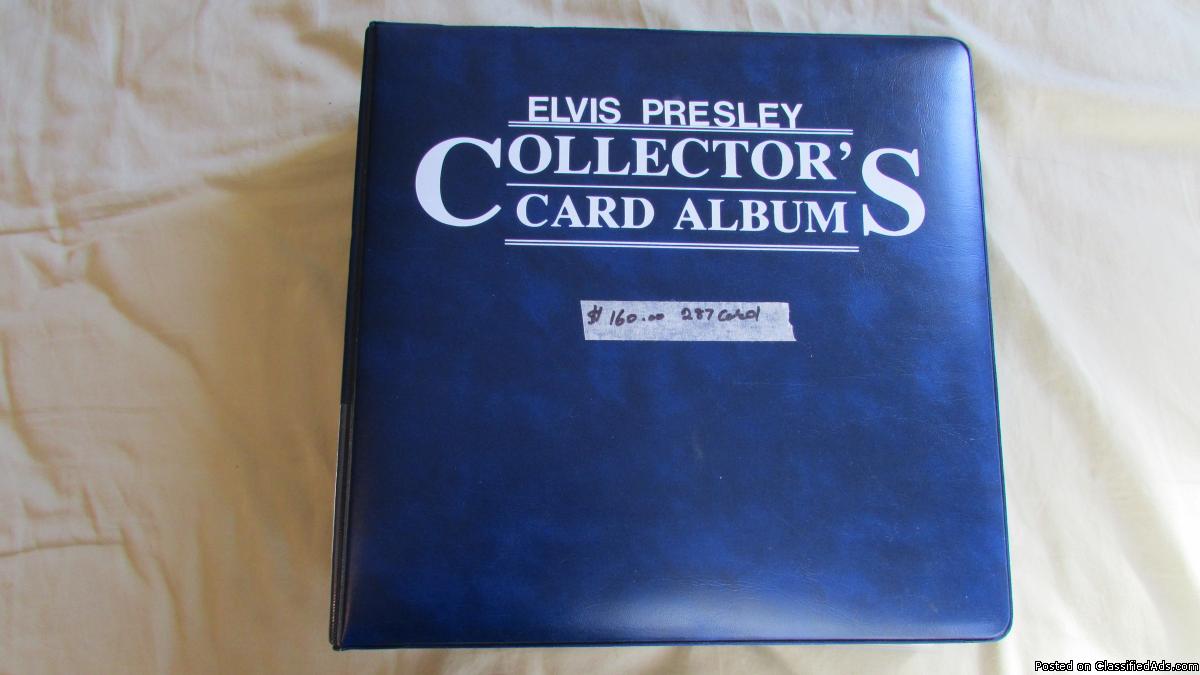 ELVIS PRESLEY
COLLECTOR'S
CARD ALBUM
$160.00 287 Card
Posted on ClassifiedAds.com